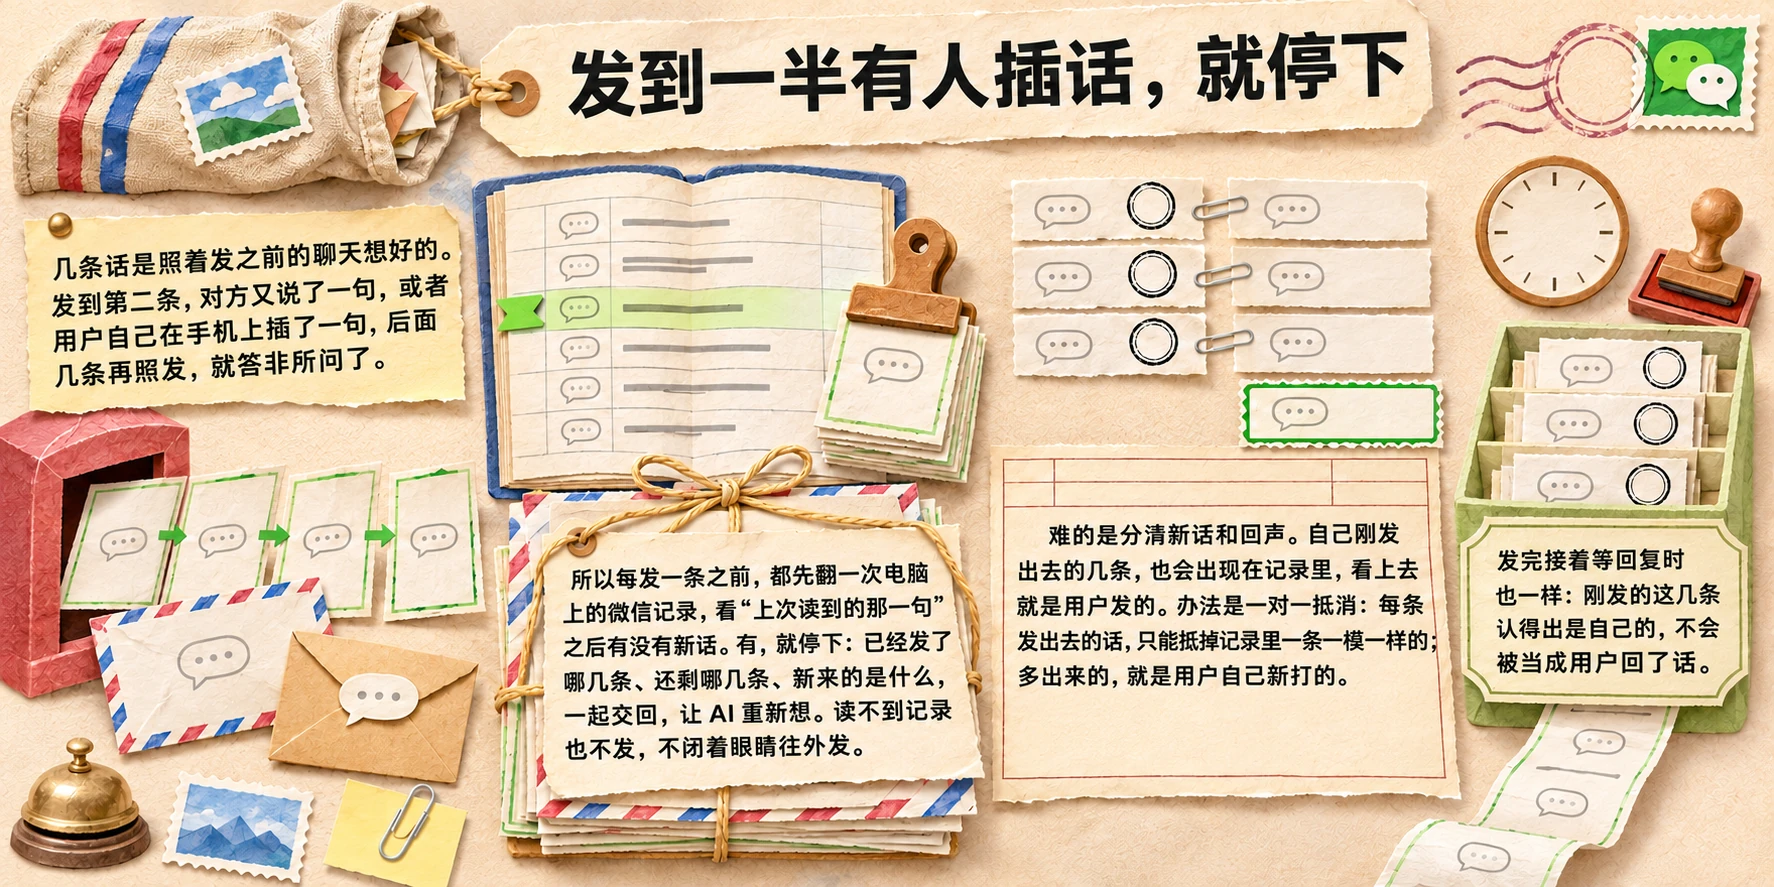 发到一半有人插话，就停下
几条话是照着发之前的聊天想好的。
发到第二条，对方又说了一句，或者
用户自己在手机上插了一句，后面
几条再照发，就答非所问了。
所以每发一条之前，都先翻一次电脑
上的微信记录，看“上次读到的那一句”
之后有没有新话。有，就停下：已经发了
哪几条、还剩哪几条、新来的是什么，
一起交回，让 AI 重新想。读不到记录
也不发，不闭着眼睛往外发。
难的是分清新话和回声。自己刚发
出去的几条，也会出现在记录里，看上去
就是用户发的。办法是一对一抵消：每条
发出去的话，只能抵掉记录里一条一模一样的；
多出来的，就是用户自己新打的。
发完接着等回复时
也一样：刚发的这几条
认得出是自己的，不会
被当成用户回了话。